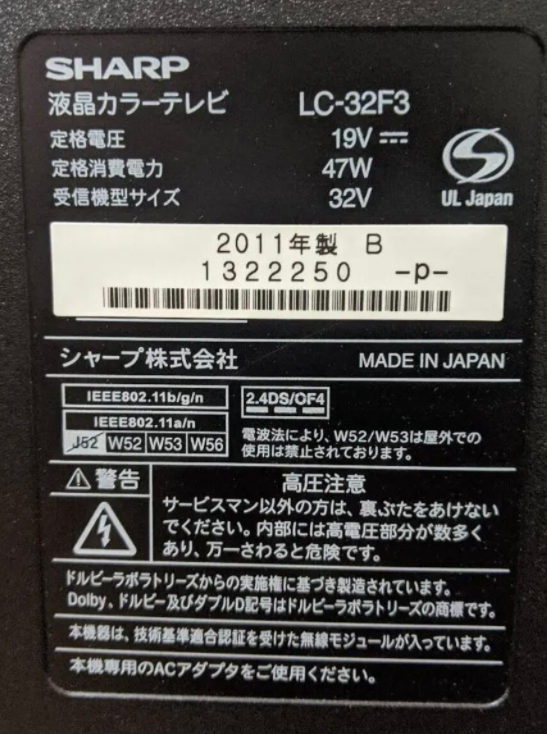 SHARP
液晶カラーテレビ LC-32F3
定格電圧 19V ⎓
定格消費電力 47W
受信機型サイズ 32V
UL Japan
2011年製 B
1322250 -p-
シャープ株式会社 MADE IN JAPAN
IEEE802.11b/g/n
2.4DS/OF4
IEEE802.11a/n
J52 W52 W53 W56
電波法により、W52/W53は屋外での
使用は禁止されております。
⚠警告
高圧注意
サービスマン以外の方は、裏ぶたをあけない
でください。内部には高電圧部分が数多く
あり、万一さわると危険です。
ドルビーラボラトリーズからの実施権に基づき製造されています。
Dolby、ドルビー及びダブルD記号はドルビーラボラトリーズの商標です。
本機器は、技術基準適合認証を受けた無線モジュールが入っています。
本機専用のACアダプタをご使用ください。